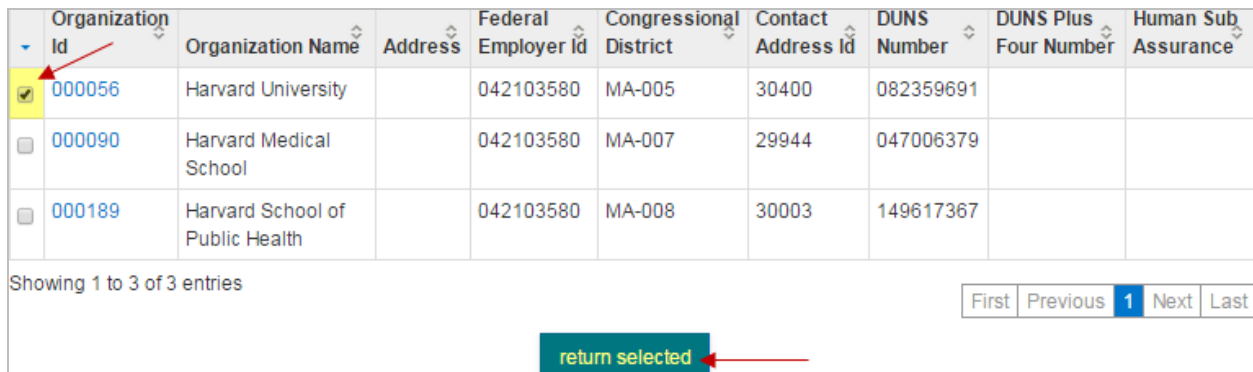 Organization Id Organization Name Address Federal Employer Id Congressional District Contact Address Id DUNS Number DUNS Plus Four Number Human Sub Assurance
000056 Harvard University 042103580 MA-005 30400 082359691
000090 Harvard Medical School 042103580 MA-007 29944 047006379
000189 Harvard School of Public Health 042103580 MA-008 30003 149617367
Showing 1 to 3 of 3 entries
First Previous 1 Next Last
return selected